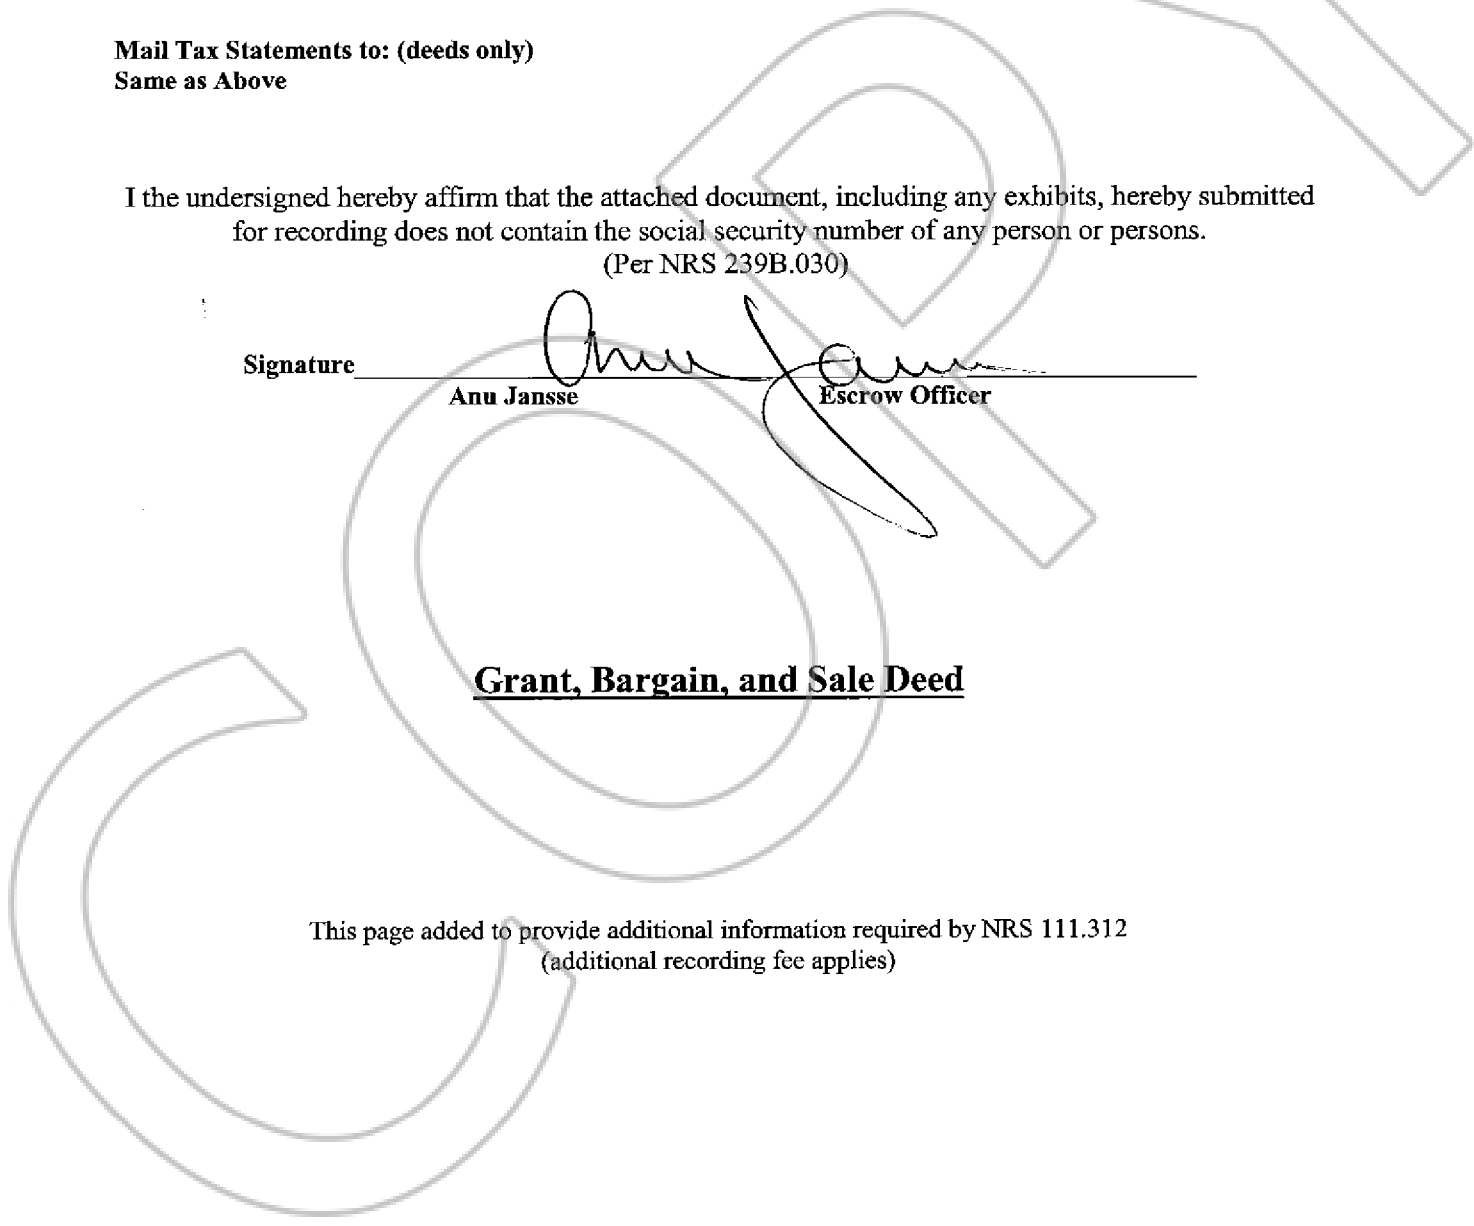 Mail Tax Statements to: (deeds only)
Same as Above
I the undersigned hereby affirm that the attached document, including any exhibits, hereby submitted
for recording does not contain the social security number of any person or persons.
(Per NRS 239B.030)
Signature
Anu Jansse Escrow Officer
Grant, Bargain, and Sale Deed
This page added to provide additional information required by NRS 111.312
(additional recording fee applies)
COPY